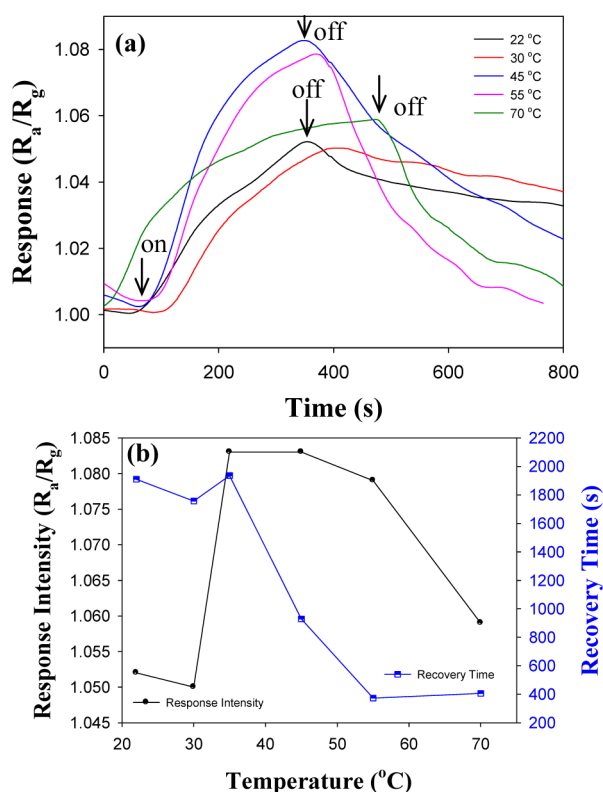 (a)
off
off
off
on
22 °C
30 °C
45 °C
55 °C
70 °C
Response (Ra/Rg)
1.08
1.06
1.04
1.02
1.00
0 200 400 600 800
Time (s)
(b)
Response Intensity (Ra/Rg)
1.085
1.080
1.075
1.070
1.065
1.060
1.055
1.050
1.045
Recovery Time (s)
2200
2000
1800
1600
1400
1200
1000
800
600
400
200
Response Intensity
Recovery Time
20 30 40 50 60 70
Temperature (°C)